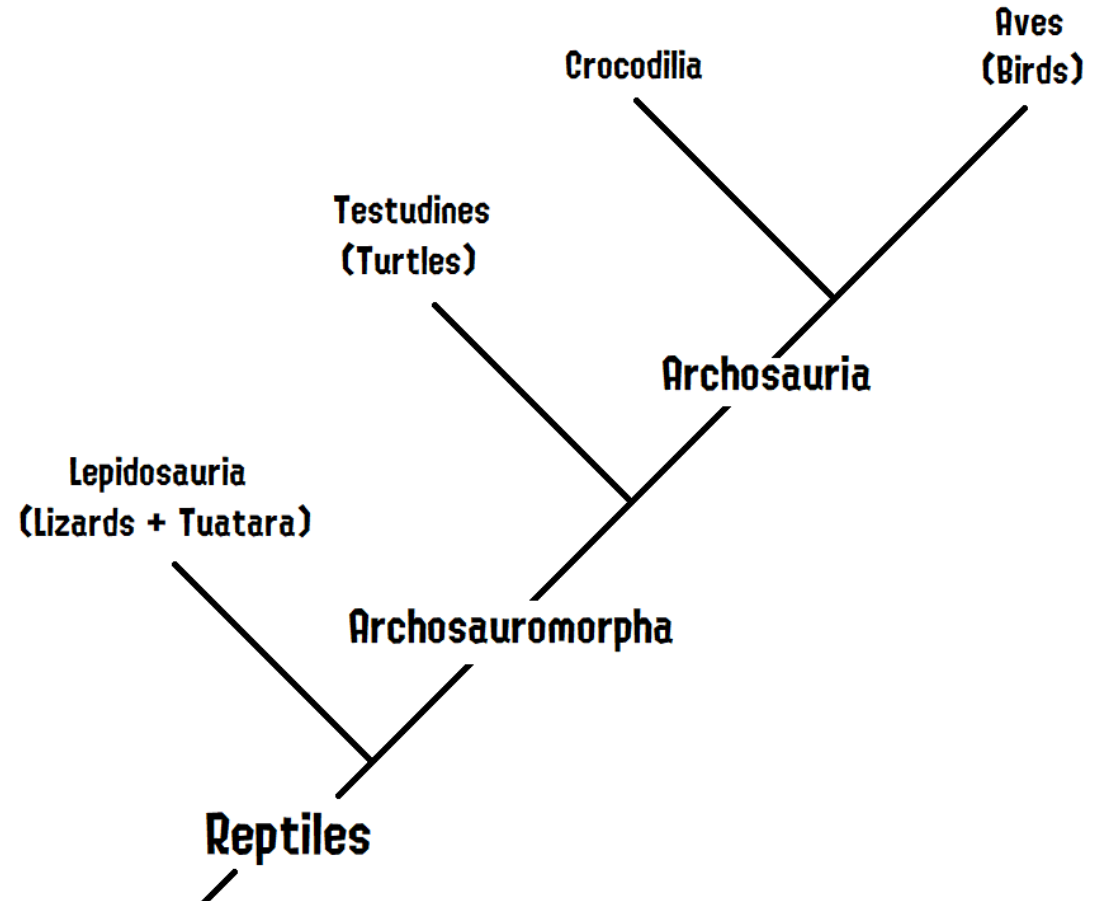 Aves
(Birds)
Crocodilia
Testudines
(Turtles)
Archosauria
Lepidosauria
(Lizards + Tuatara)
Archosauromorpha
Reptiles